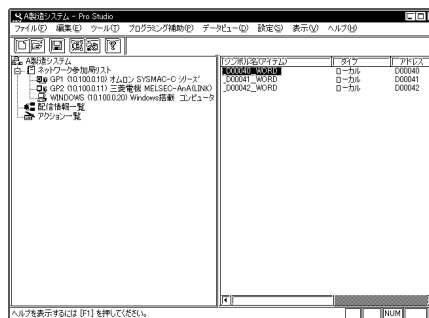 A製造システム - Pro Studio
ファイル(F) 編集(E) ツール(T) プログラミング補助(P) データビュー(D) 設定(S) 表示(V) ヘルプ(H)
A製造システム
ネットワーク参加局リスト
GP1 (10.100.0.10) オムロン SYSMAC-C シリーズ
GP2 (10.100.0.11) 三菱電機 MELSEC-AnA(LINK)
WINDOWS (10.100.0.20) Windows搭載 コンピュータ
配信情報一覧
アクション一覧
シンボル名(アイテム) タイプ アドレス
D00040_WORD ローカル D00040
D00041_WORD ローカル D00041
D00042_WORD ローカル D00042
ヘルプを表示するには [F1] を押してください。 NUM